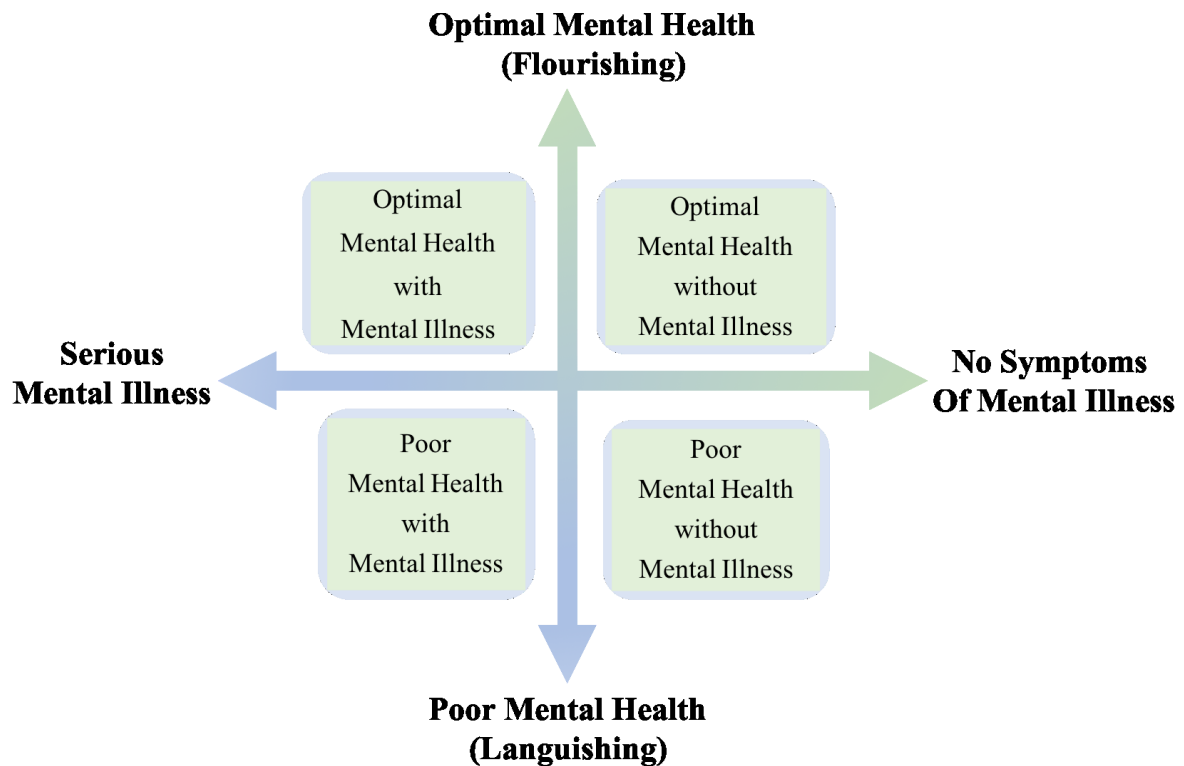 Optimal Mental Health
(Flourishing)
Optimal
Mental Health
with
Mental Illness
Optimal
Mental Health
without
Mental Illness
Serious
Mental Illness
No Symptoms
Of Mental Illness
Poor
Mental Health
with
Mental Illness
Poor
Mental Health
without
Mental Illness
Poor Mental Health
(Languishing)